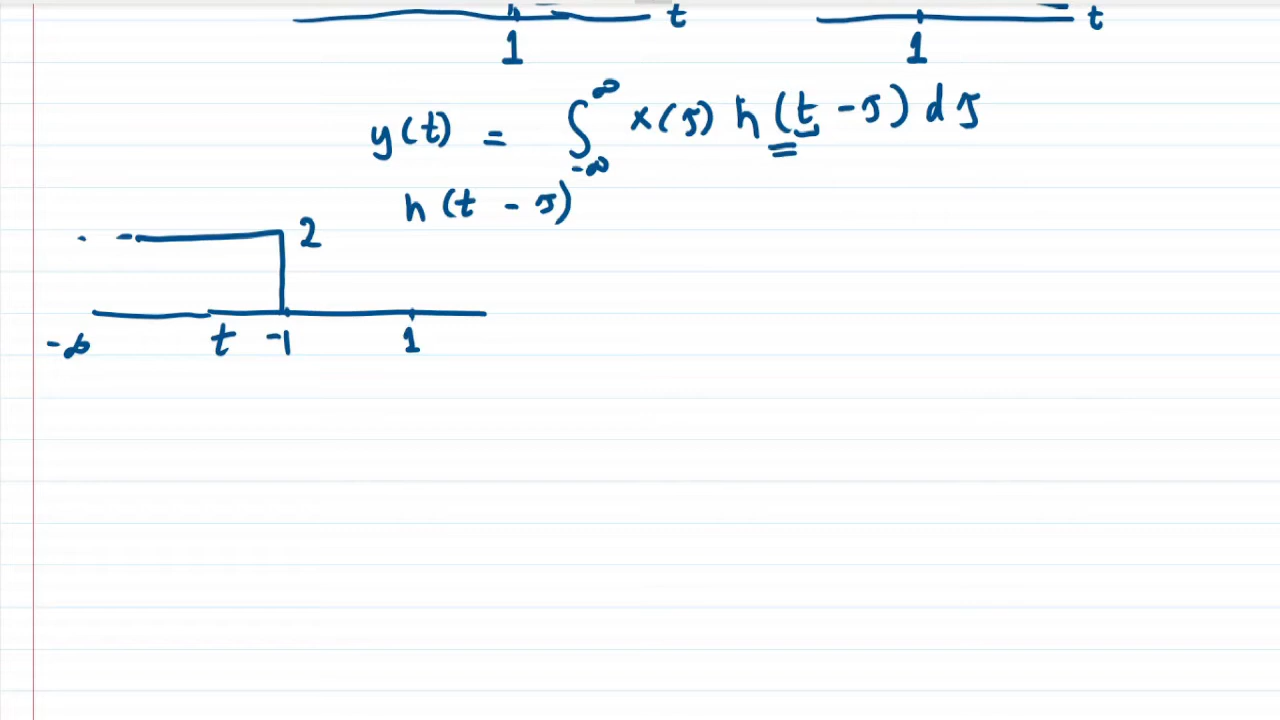 t t
1 1
y(t) = ∫_{-∞}^{∞} x(τ) h(t - τ) dτ
h(t - τ)
2
-∞ t -1 1